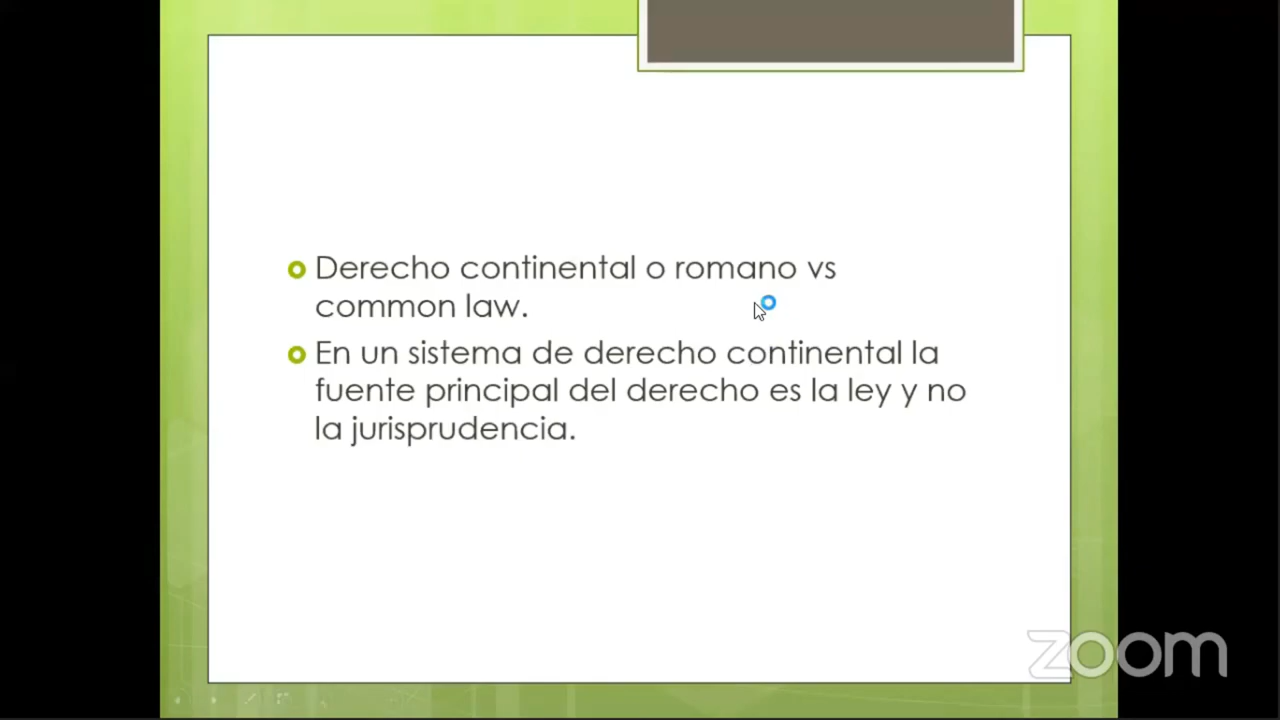 Derecho continental o romano vs
common law.
En un sistema de derecho continental la
fuente principal del derecho es la ley y no
la jurisprudencia.
zoom